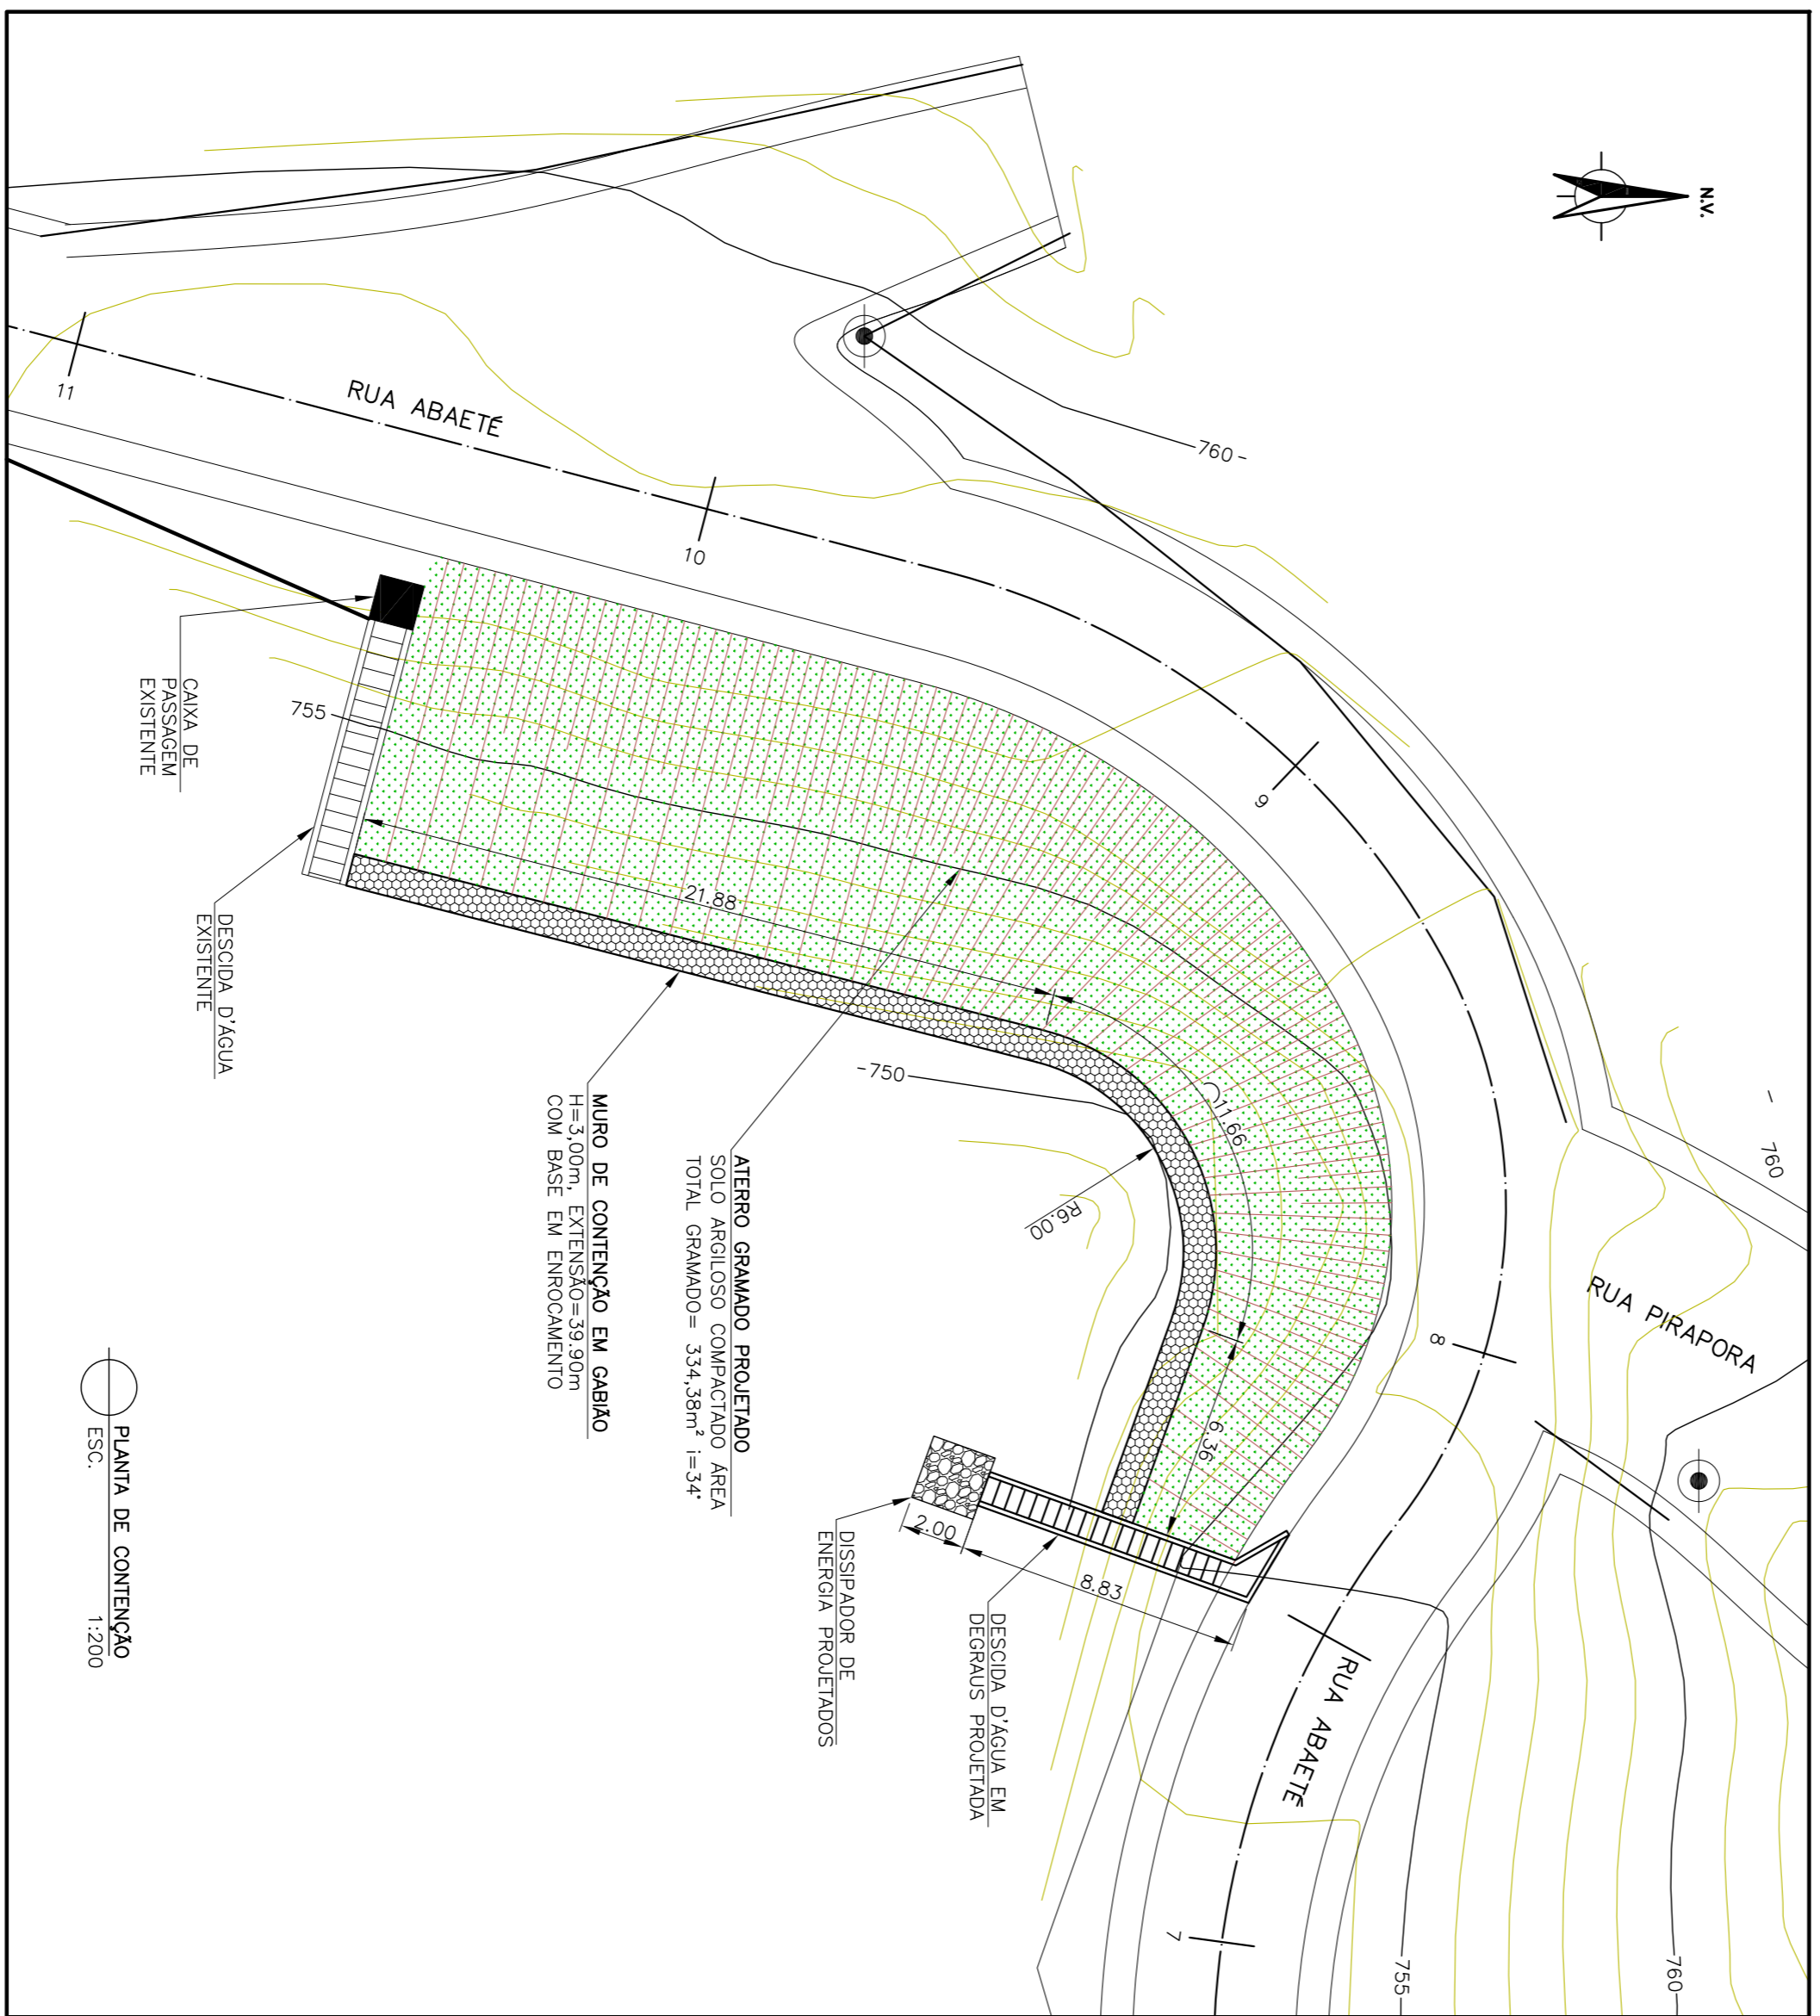 N.V.
760 -
- 760
RUA ABAETÉ
11
10
9
8
7
RUA PIRAPORA
RUA ABAETÉ
755
760
755
-750
21.88
11.66
6.36
R6.00
2.00
8.83
CAIXA DE
PASSAGEM
EXISTENTE
DESCIDA D'ÁGUA
EXISTENTE
ATERRO GRAMADO PROJETADO
SOLO ARGILOSO COMPACTADO ÁREA
TOTAL GRAMADO= 334,38m² i=34°
MURO DE CONTENÇÃO EM GABIÃO
H=3,00m, EXTENSÃO=39.90m
COM BASE EM ENROCAMENTO
DESCIDA D'ÁGUA EM
DEGRAUS PROJETADA
DISSIPADOR DE
ENERGIA PROJETADOS
PLANTA DE CONTENÇÃO
ESC. 1:200